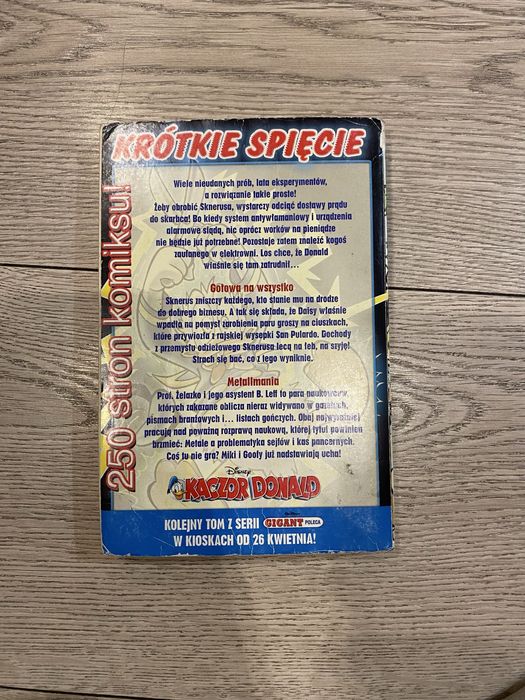 KRÓTKIE SPIĘCIE
250 stron komiksu!
Wiele nieudanych prób, lata eksperymentów,
a rozwiązanie takie proste!
Żeby obrobić Sknerusa, wystarczy odciąć dostawy prądu
do skarbca! Bo kiedy system antywłamaniowy i urządzenia
alarmowe siądą, nic oprócz worków na pieniądze
nie będzie już potrzebne! Pozostaje zatem znaleźć kogoś
zaufanego w elektrowni. Los chce, że Donald
właśnie się tam zatrudnił...
Gotowa na wszystko
Sknerus zniszczy każdego, kto stanie mu na drodze
do dobrego biznesu. A tak się składa, że Daisy właśnie
wpadła na pomysł zarobienia paru groszy na ciuszkach,
które przywiozła z rajskiej wysepki San Pulardo. Dochody
z przemysłu odzieżowego Sknerusa lecą na łeb, na szyję!
Strach się bać, co z tego wyniknie.
Metallmania
Prof. Żelazko i jego asystent B. Leff to para naukowców,
których zakazane oblicza nieraz widywano w gazetach,
pismach branżowych i... listach gończych. Obaj najwyraźniej
pracują nad poważną rozprawą naukową, której tytuł powinien
brzmieć: Metale a problematyka sejfów i kas pancernych.
Coś tu nie gra? Miki i Goofy już nadstawiają ucha!
Disney
KACZOR DONALD
KOLEJNY TOM Z SERII GIGANT POLECA
W KIOSKACH OD 26 KWIETNIA!